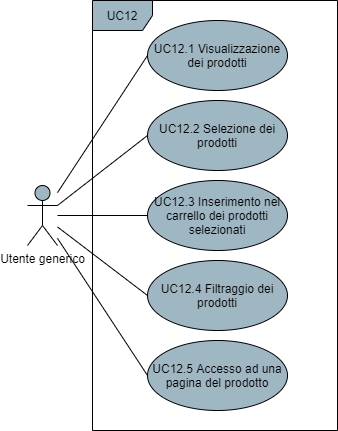 UC12
UC12.1 Visualizzazione
dei prodotti
UC12.2 Selezione dei
prodotti
UC12.3 Inserimento nel
carrello dei prodotti
selezionati
Utente generico
UC12.4 Filtraggio dei
prodotti
UC12.5 Accesso ad una
pagina del prodotto